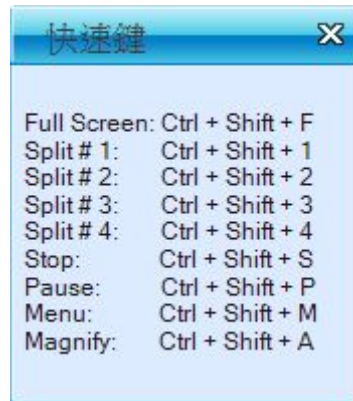 快速鍵
Full Screen: Ctrl + Shift + F
Split # 1: Ctrl + Shift + 1
Split # 2: Ctrl + Shift + 2
Split # 3: Ctrl + Shift + 3
Split # 4: Ctrl + Shift + 4
Stop: Ctrl + Shift + S
Pause: Ctrl + Shift + P
Menu: Ctrl + Shift + M
Magnify: Ctrl + Shift + A